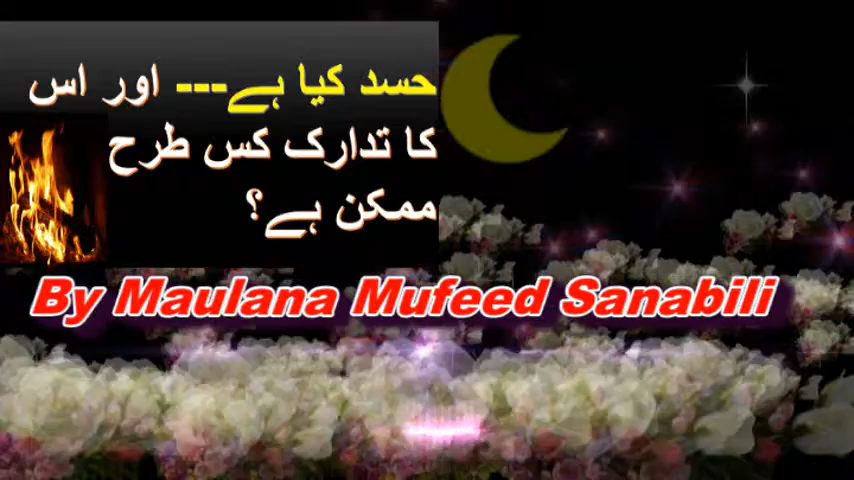 حسد کیا ہے--- اور اس
کا تدارک کس طرح
ممکن ہے؟
By Maulana Mufeed Sanabili